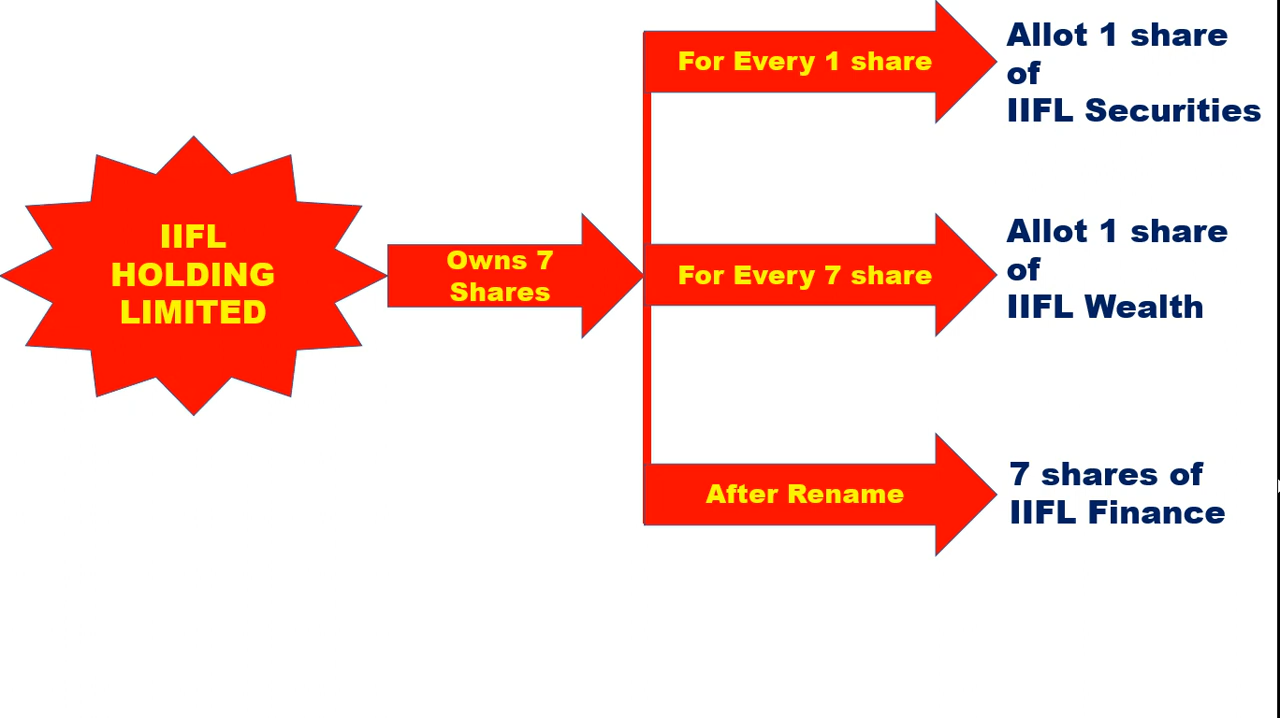 IIFL
HOLDING
LIMITED
Owns 7
Shares
For Every 1 share
Allot 1 share
of
IIFL Securities
For Every 7 share
Allot 1 share
of
IIFL Wealth
After Rename
7 shares of
IIFL Finance